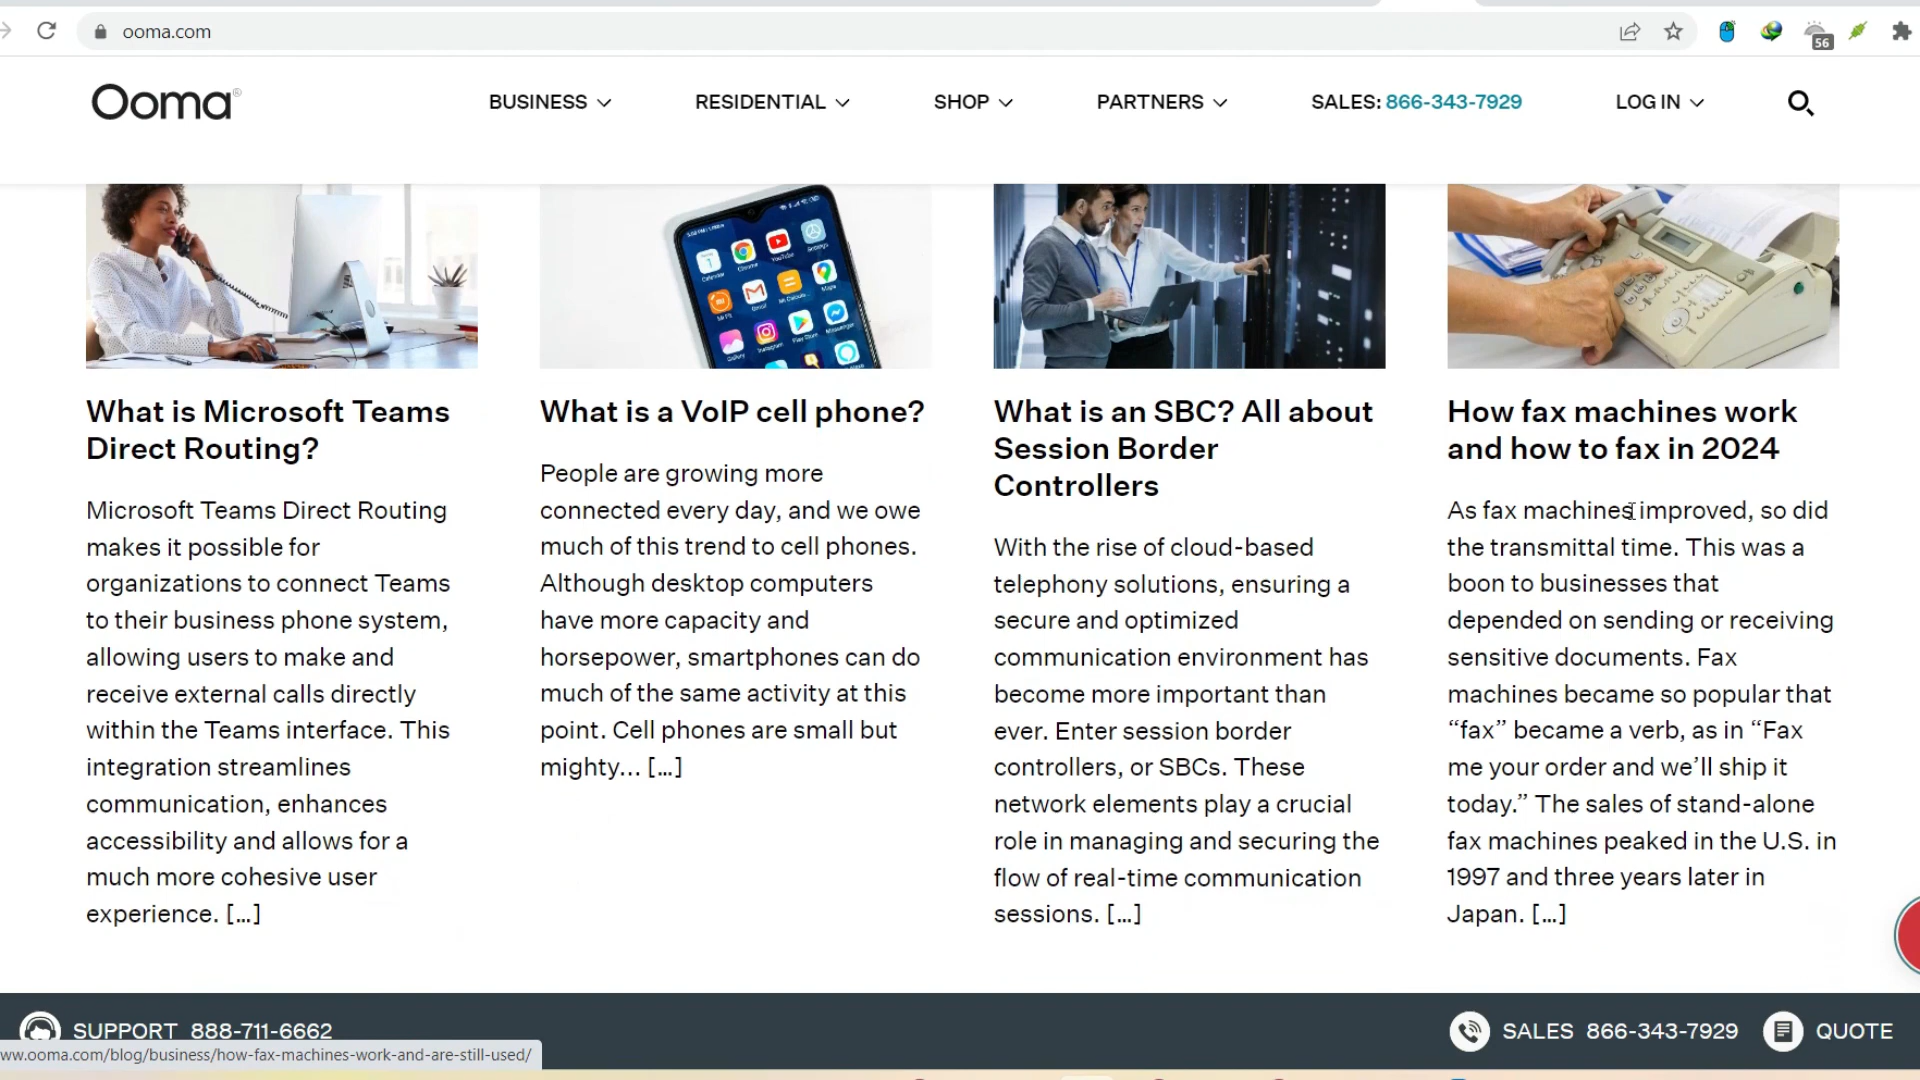 ooma.com
56
Ooma®
BUSINESS
RESIDENTIAL
SHOP
PARTNERS
SALES: 866-343-7929
LOG IN
Calendar
Chrome
YouTube
Settings
Gmail
Maps
Gallery
Instagram
Play Store
Messenger
What is Microsoft Teams
Direct Routing?
Microsoft Teams Direct Routing
makes it possible for
organizations to connect Teams
to their business phone system,
allowing users to make and
receive external calls directly
within the Teams interface. This
integration streamlines
communication, enhances
accessibility and allows for a
much more cohesive user
experience. [...]
What is a VoIP cell phone?
People are growing more
connected every day, and we owe
much of this trend to cell phones.
Although desktop computers
have more capacity and
horsepower, smartphones can do
much of the same activity at this
point. Cell phones are small but
mighty... [...]
What is an SBC? All about
Session Border
Controllers
With the rise of cloud-based
telephony solutions, ensuring a
secure and optimized
communication environment has
become more important than
ever. Enter session border
controllers, or SBCs. These
network elements play a crucial
role in managing and securing the
flow of real-time communication
sessions. [...]
How fax machines work
and how to fax in 2024
As fax machines improved, so did
the transmittal time. This was a
boon to businesses that
depended on sending or receiving
sensitive documents. Fax
machines became so popular that
“fax” became a verb, as in “Fax
me your order and we’ll ship it
today.” The sales of stand-alone
fax machines peaked in the U.S. in
1997 and three years later in
Japan. [...]
SUPPORT 888-711-6662
SALES 866-343-7929
QUOTE
ww.ooma.com/blog/business/how-fax-machines-work-and-are-still-used/